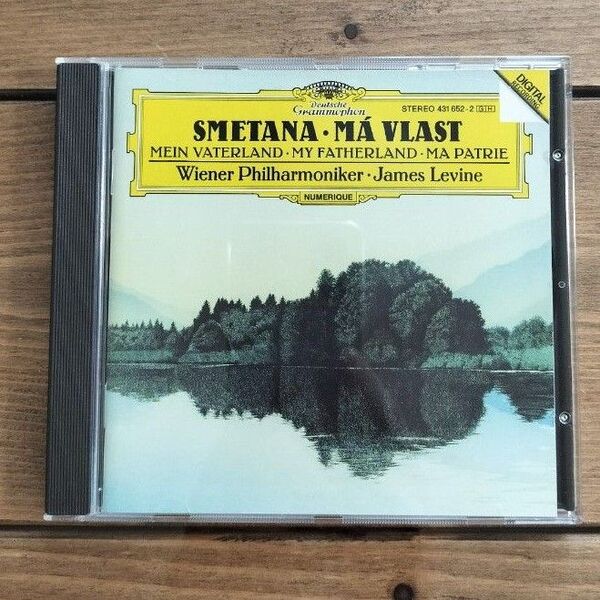 DIGITAL
RECORDING
Deutsche
Grammophon
STEREO 431 652-2 GH
SMETANA · MÁ VLAST
MEIN VATERLAND · MY FATHERLAND · MA PATRIE
Wiener Philharmoniker · James Levine
NUMERIQUE